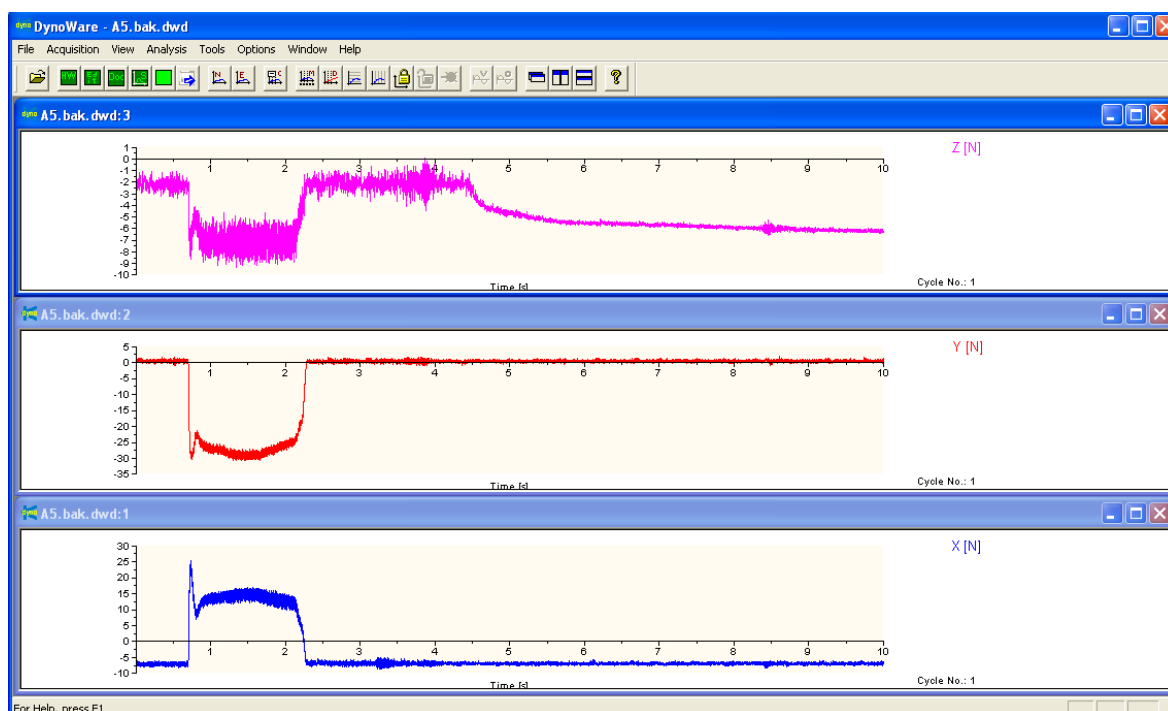 DynoWare - A5.bak.dwd
File Acquisition View Analysis Tools Options Window Help
A5.bak.dwd:3
Z [N]
1
0
-1
-2
-3
-4
-5
-6
-7
-8
-9
-10
1 2 3 4 5 6 7 8 9 10
Time [s]
Cycle No.: 1
A5.bak.dwd:2
Y [N]
5
0
-5
-10
-15
-20
-25
-30
-35
1 2 3 4 5 6 7 8 9 10
Time [s]
Cycle No.: 1
A5.bak.dwd:1
X [N]
30
25
20
15
10
5
0
-5
-10
1 2 3 4 5 6 7 8 9 10
Time [s]
Cycle No.: 1
For Help, press F1